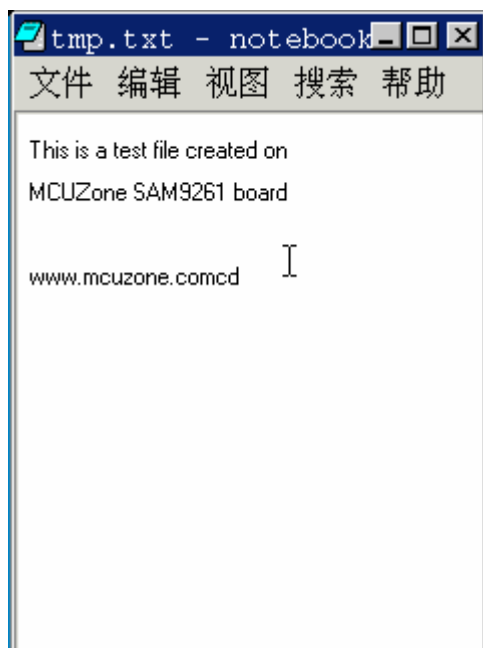 tmp.txt - notebook
文件 编辑 视图 搜索 帮助
This is a test file created on
MCUZone SAM9261 board
www.mcuzone.comcd